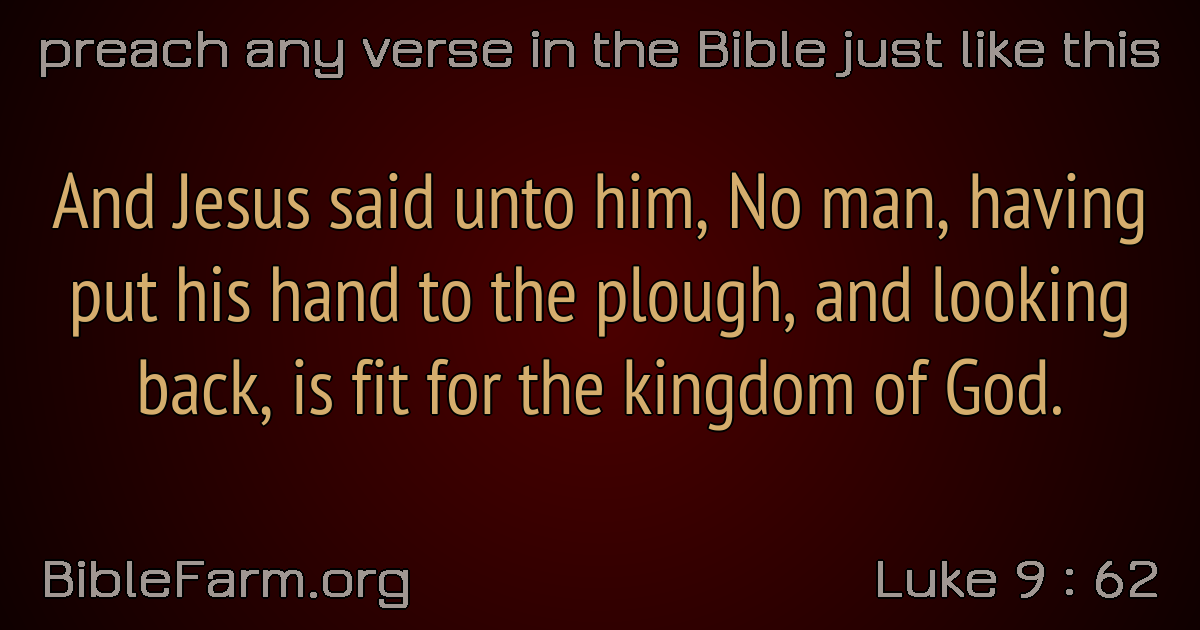 preach any verse in the Bible just like this
And Jesus said unto him, No man, having
put his hand to the plough, and looking
back, is fit for the kingdom of God.
BibleFarm.org
Luke 9 : 62